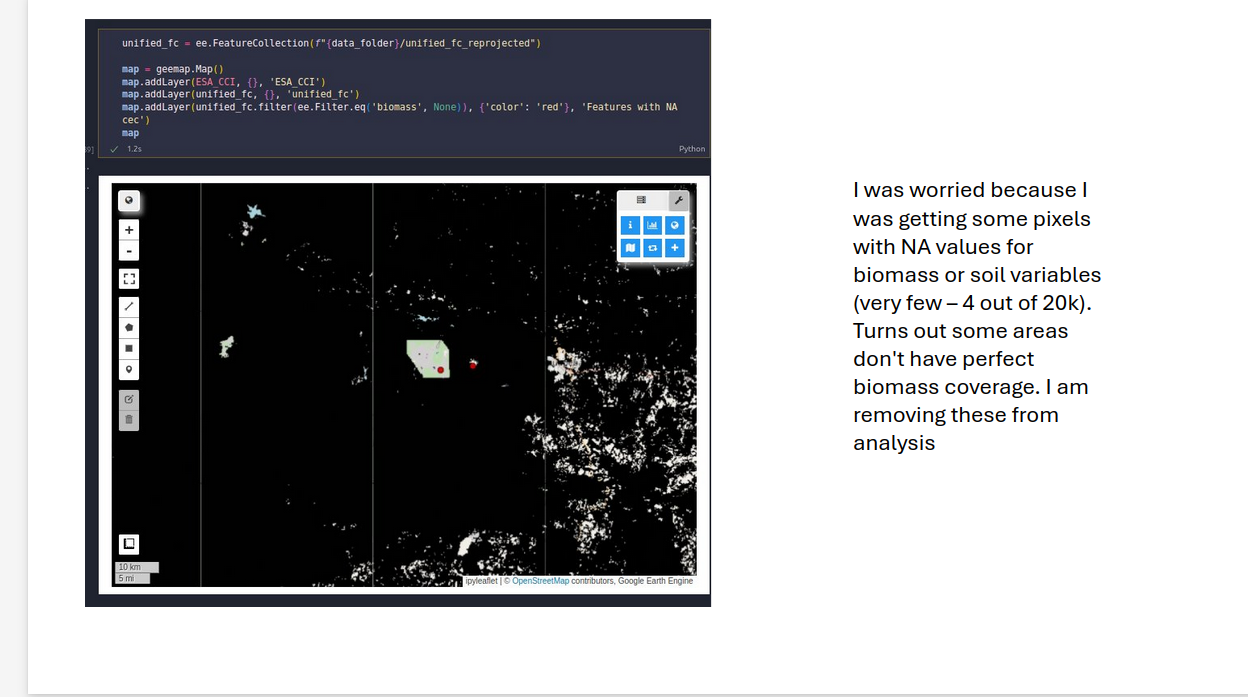 unified_fc = ee.FeatureCollection(f"{data_folder}/unified_fc_reprojected")
map = geemap.Map()
map.addLayer(ESA_CCI, {}, 'ESA_CCI')
map.addLayer(unified_fc, {}, 'unified_fc')
map.addLayer(unified_fc.filter(ee.Filter.eq('biomass', None)), {'color': 'red'}, 'Features with NA
cec')
map
✓ 1.2s
Python
+
-
10 km
5 mi
ipyleaflet | © OpenStreetMap contributors, Google Earth Engine
I was worried because I
was getting some pixels
with NA values for
biomass or soil variables
(very few – 4 out of 20k).
Turns out some areas
don't have perfect
biomass coverage. I am
removing these from
analysis